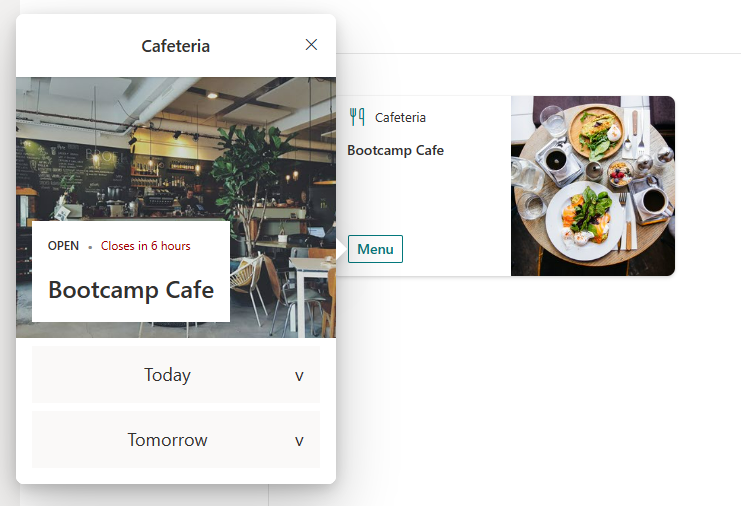 Cafeteria
OPEN • Closes in 6 hours
Bootcamp Cafe
Today v
Tomorrow v
Cafeteria
Bootcamp Cafe
Menu